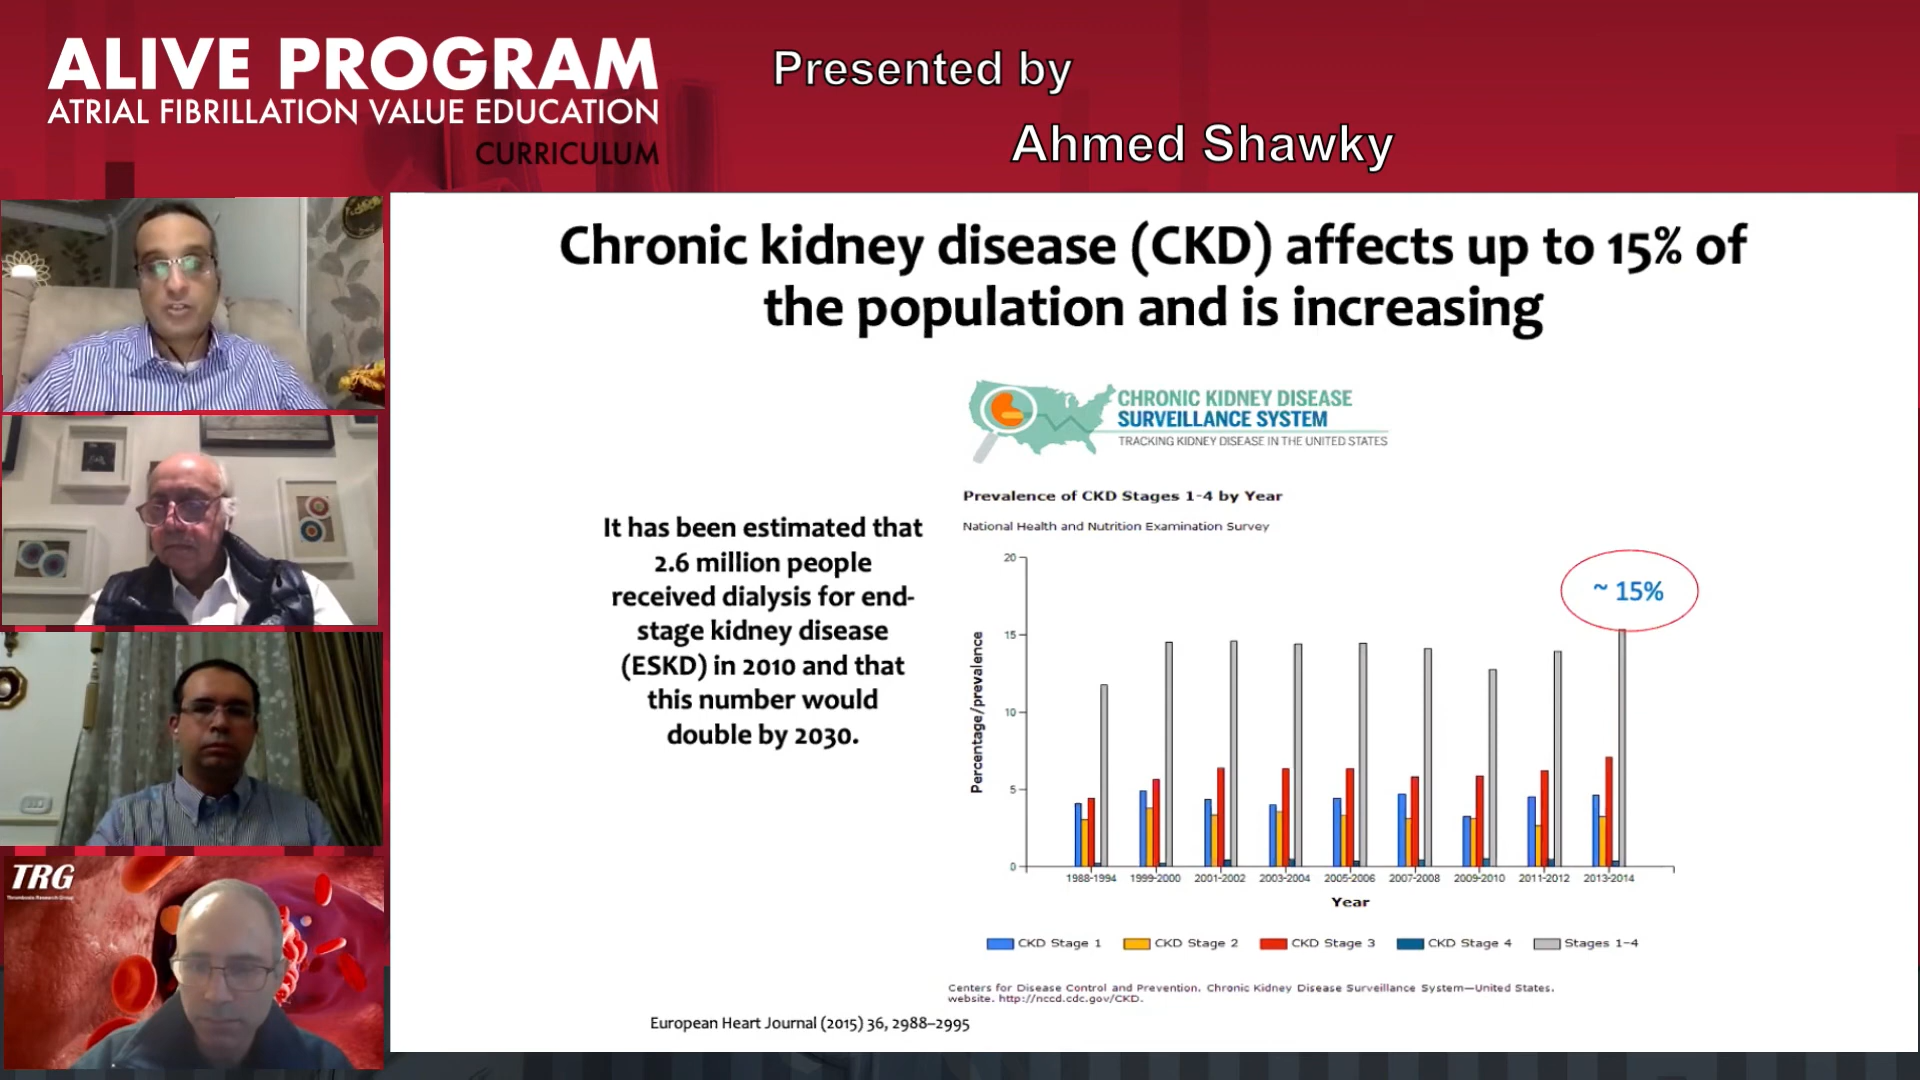 ALIVE PROGRAM
ATRIAL FIBRILLATION VALUE EDUCATION
CURRICULUM
Presented by
Ahmed Shawky
Chronic kidney disease (CKD) affects up to 15% of
the population and is increasing
CHRONIC KIDNEY DISEASE
SURVEILLANCE SYSTEM
TRACKING KIDNEY DISEASE IN THE UNITED STATES
It has been estimated that
2.6 million people
received dialysis for end-
stage kidney disease
(ESKD) in 2010 and that
this number would
double by 2030.
Prevalence of CKD Stages 1-4 by Year
National Health and Nutrition Examination Survey
~ 15%
Percentage/prevalence
20
15
10
5
0
1988-1994 1999-2000 2001-2002 2003-2004 2005-2006 2007-2008 2009-2010 2011-2012 2013-2014
Year
CKD Stage 1 CKD Stage 2 CKD Stage 3 CKD Stage 4 Stages 1-4
Centers for Disease Control and Prevention. Chronic Kidney Disease Surveillance System—United States.
website. http://nccd.cdc.gov/CKD.
European Heart Journal (2015) 36, 2988–2995
TRG
Thrombosis Research Group